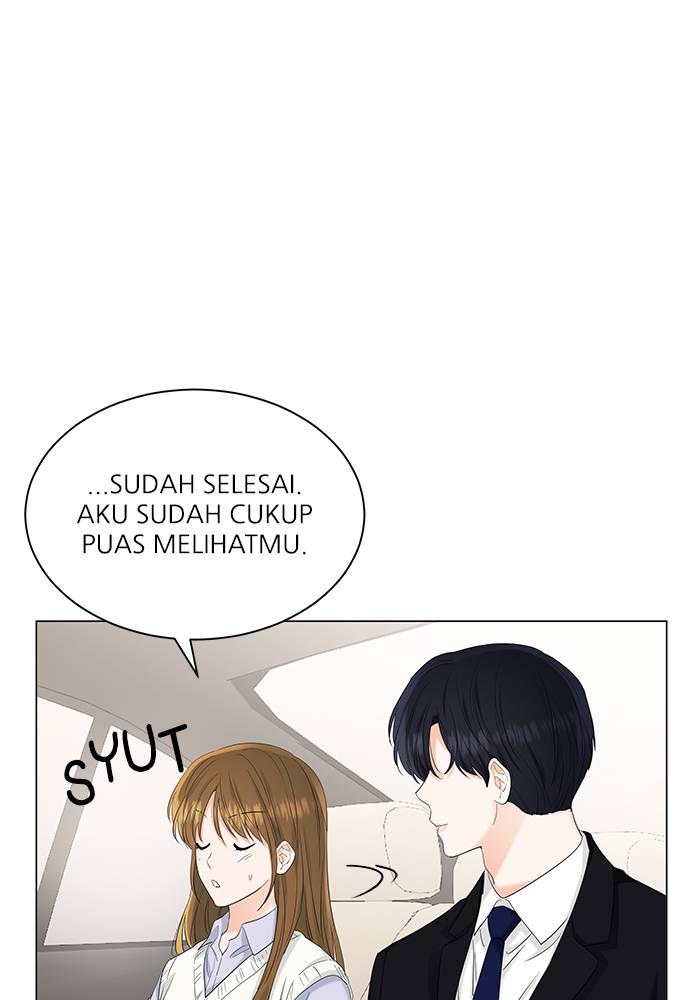 ...SUDAH SELESAI.
AKU SUDAH CUKUP
PUAS MELIHATMU.
SYUT